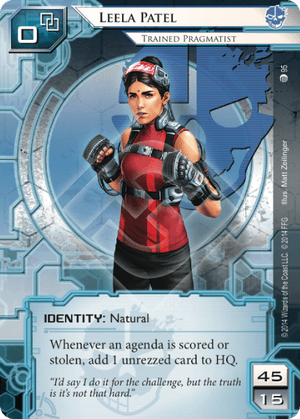 LEELA PATEL
TRAINED PRAGMATIST
0
95
Illus. Matt Zeilinger
© 2014 Wizards of the Coast LLC. © 2014 FFG
IDENTITY: Natural
Whenever an agenda is scored or
stolen, add 1 unrezzed card to HQ.
"I'd say I do it for the challenge, but the truth
is it's not that hard."
45
15